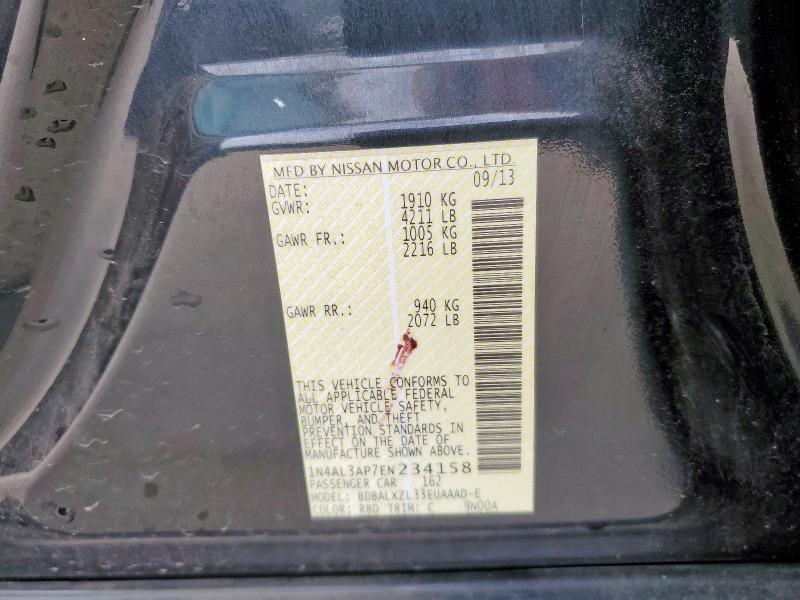 MFD BY NISSAN MOTOR CO., LTD.
DATE: 09/13
GVWR: 1910 KG
4211 LB
GAWR FR.: 1005 KG
2216 LB
GAWR RR.: 940 KG
2072 LB
THIS VEHICLE CONFORMS TO
ALL APPLICABLE FEDERAL
MOTOR VEHICLE SAFETY,
BUMPER, AND THEFT
PREVENTION STANDARDS IN
EFFECT ON THE DATE OF
MANUFACTURE SHOWN ABOVE.
1N4AL3AP7EN234158
PASSENGER CAR 162
MODEL: BDBALXZL33EUAAAD-E
COLOR: RBD TRIM: C 9N00A